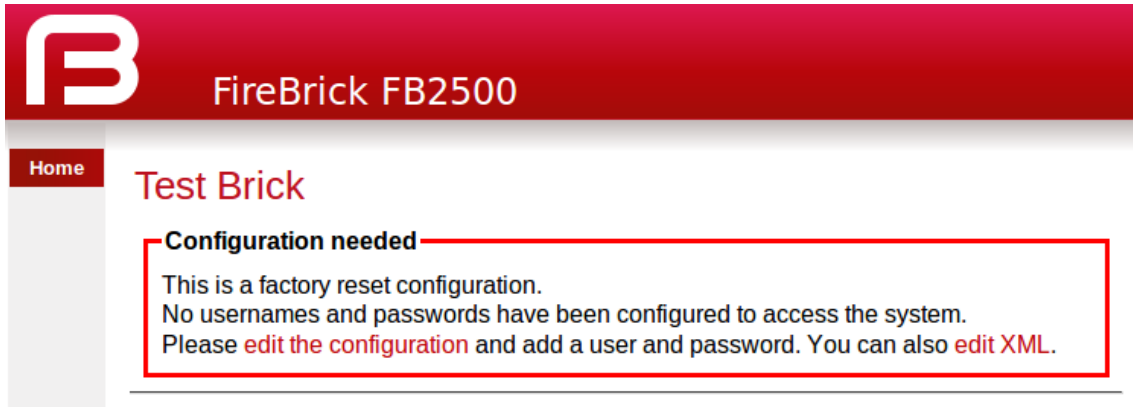 FireBrick FB2500
Home
Test Brick
Configuration needed
This is a factory reset configuration.
No usernames and passwords have been configured to access the system.
Please edit the configuration and add a user and password. You can also edit XML.